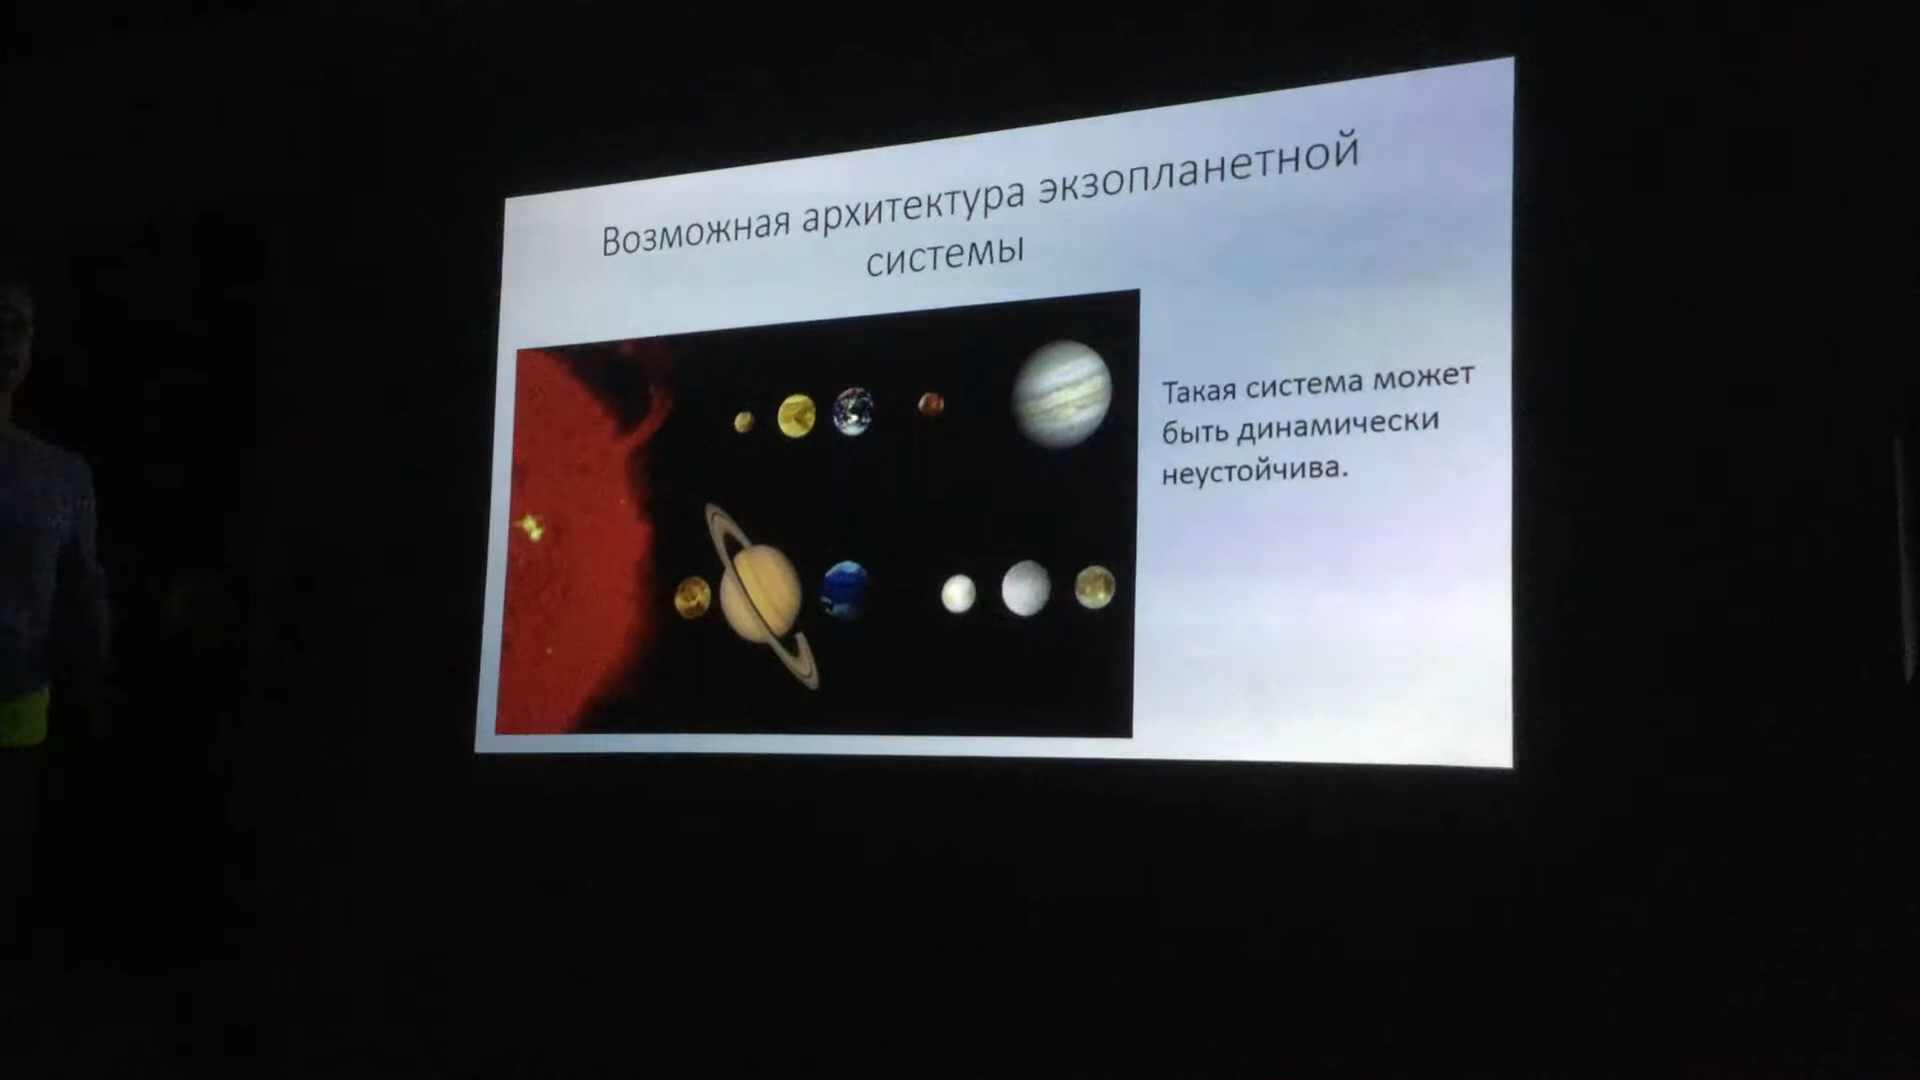 Возможная архитектура экзопланетной
системы
Такая система может
быть динамически
неустойчива.